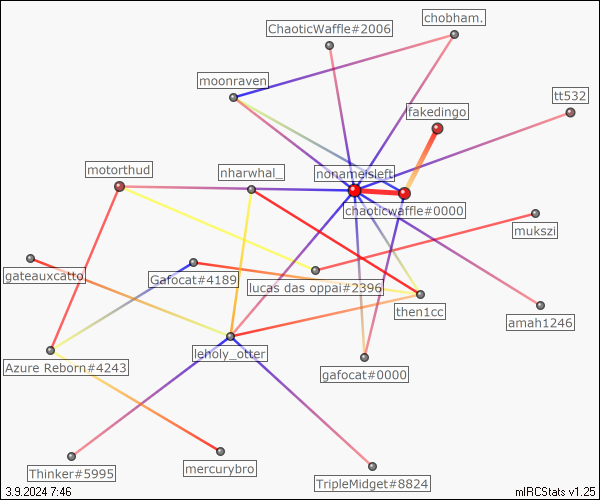 chobham.
ChaoticWaffle#2006
moonraven
tt532
fakedingo
motorthud
nharwhal_
nonameisleft
chaoticwaffle#0000
mukszi
gateauxcatto
Gafocat#4189
lucas das oppai#2396
then1cc
amah1246
leholy_otter
Azure Reborn#4243
gafocat#0000
Thinker#5995
mercurybro
TripleMidget#8824
3.9.2024 7:46
mIRCStats v1.25